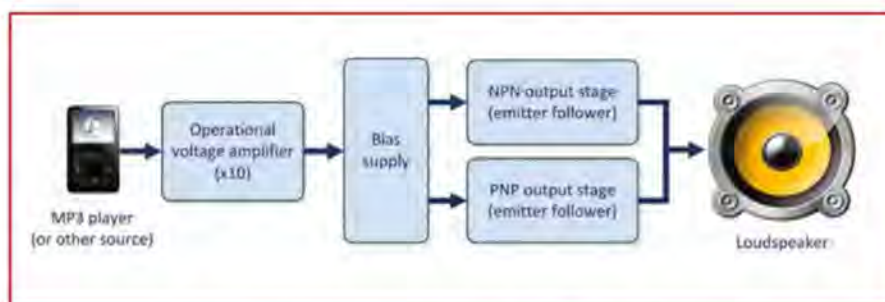 MP3 player
(or other source)
Operational
voltage amplifier
(x10)
Bias
supply
NPN output stage
(emitter follower)
PNP output stage
(emitter follower)
Loudspeaker